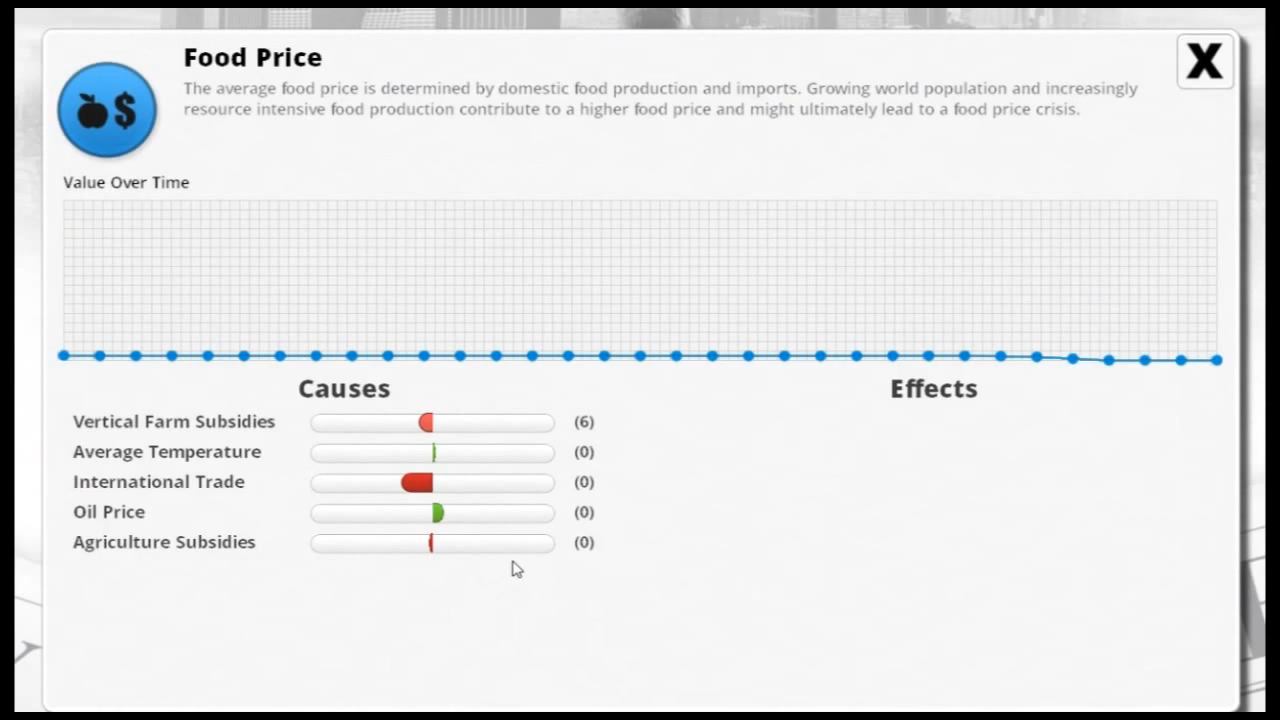 Food Price
X
The average food price is determined by domestic food production and imports. Growing world population and increasingly
resource intensive food production contribute to a higher food price and might ultimately lead to a food price crisis.
$
Value Over Time
Causes
Effects
Vertical Farm Subsidies (6)
Average Temperature (0)
International Trade (0)
Oil Price (0)
Agriculture Subsidies (0)